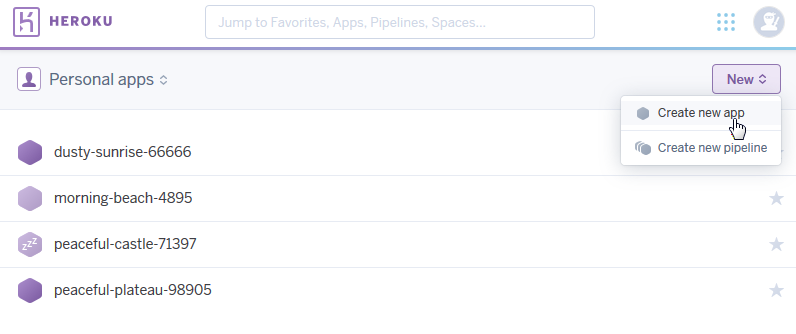 HEROKU
Jump to Favorites, Apps, Pipelines, Spaces...
Personal apps
New
Create new app
Create new pipeline
dusty-sunrise-66666
morning-beach-4895
zzz
peaceful-castle-71397
peaceful-plateau-98905